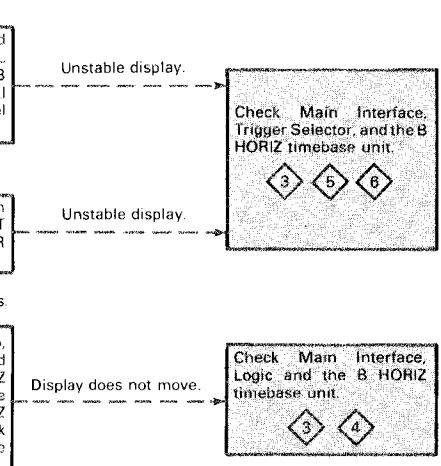 Unstable display.
Check Main Interface,
Trigger Selector, and the B
HORIZ timebase unit.
3 5 6
Unstable display.
Display does not move.
Check Main Interface,
Logic and the B HORIZ
timebase unit.
3 4